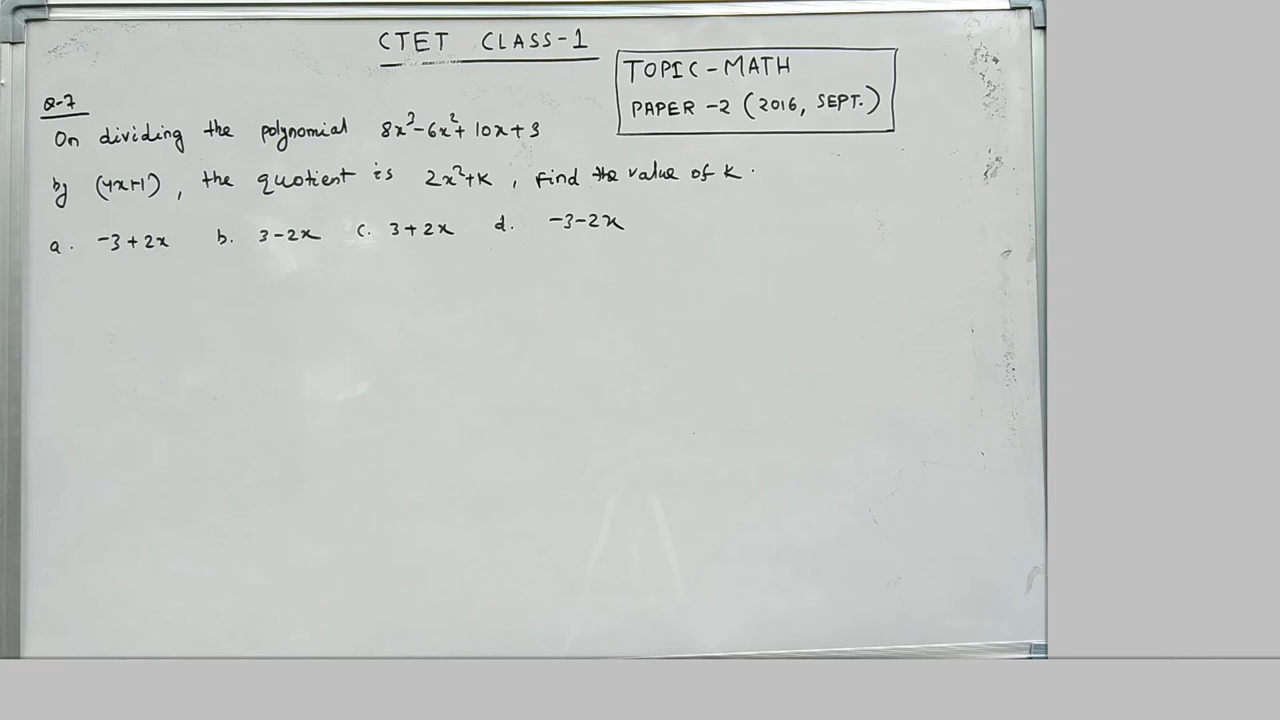 CTET CLASS-1
TOPIC-MATH
PAPER -2 (2016, SEPT.)
Q-7
On dividing the polynomial 8x³-6x²+10x+3
by (4x+1), the quotient is 2x²+k, find the value of k.
a. -3+2x b. 3-2x c. 3+2x d. -3-2x